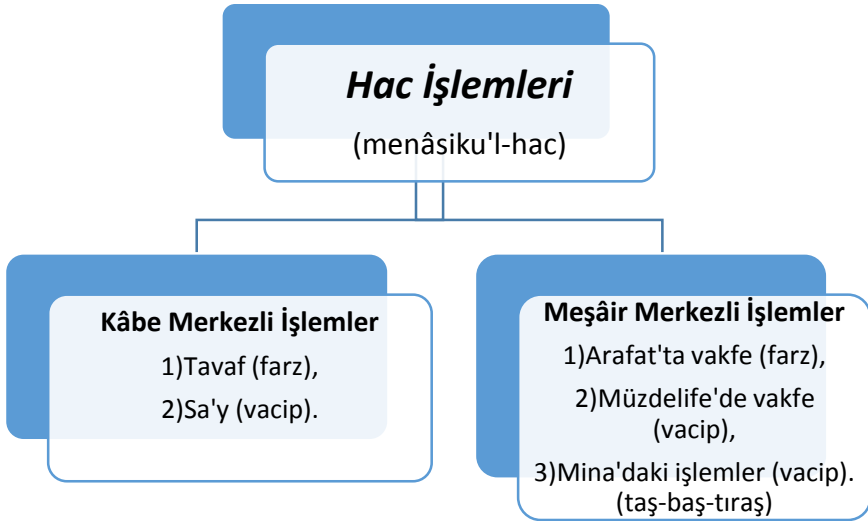 Hac İşlemleri
(menâsiku'l-hac)
Kâbe Merkezli İşlemler
1)Tavaf (farz),
2)Sa'y (vacip).
Meşâir Merkezli İşlemler
1)Arafat'ta vakfe (farz),
2)Müzdelife'de vakfe
(vacip),
3)Mina'daki işlemler (vacip).
(taş-baş-tıraş)